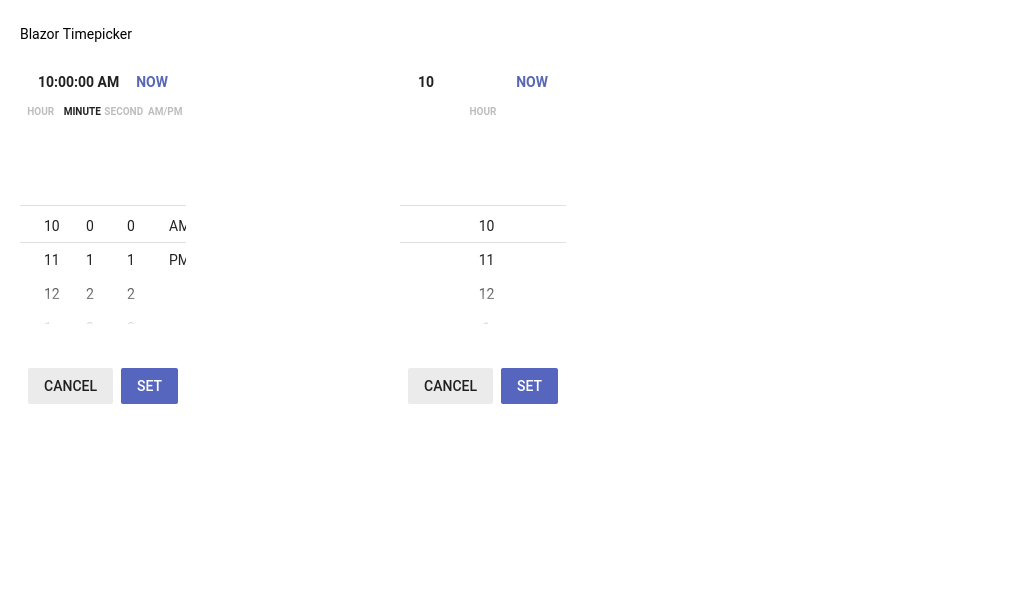 Blazor Timepicker
10:00:00 AM NOW
HOUR MINUTE SECOND AM/PM
10 0 0 AM
11 1 1 PM
12 2 2
CANCEL SET
10 NOW
HOUR
10
11
12
CANCEL SET